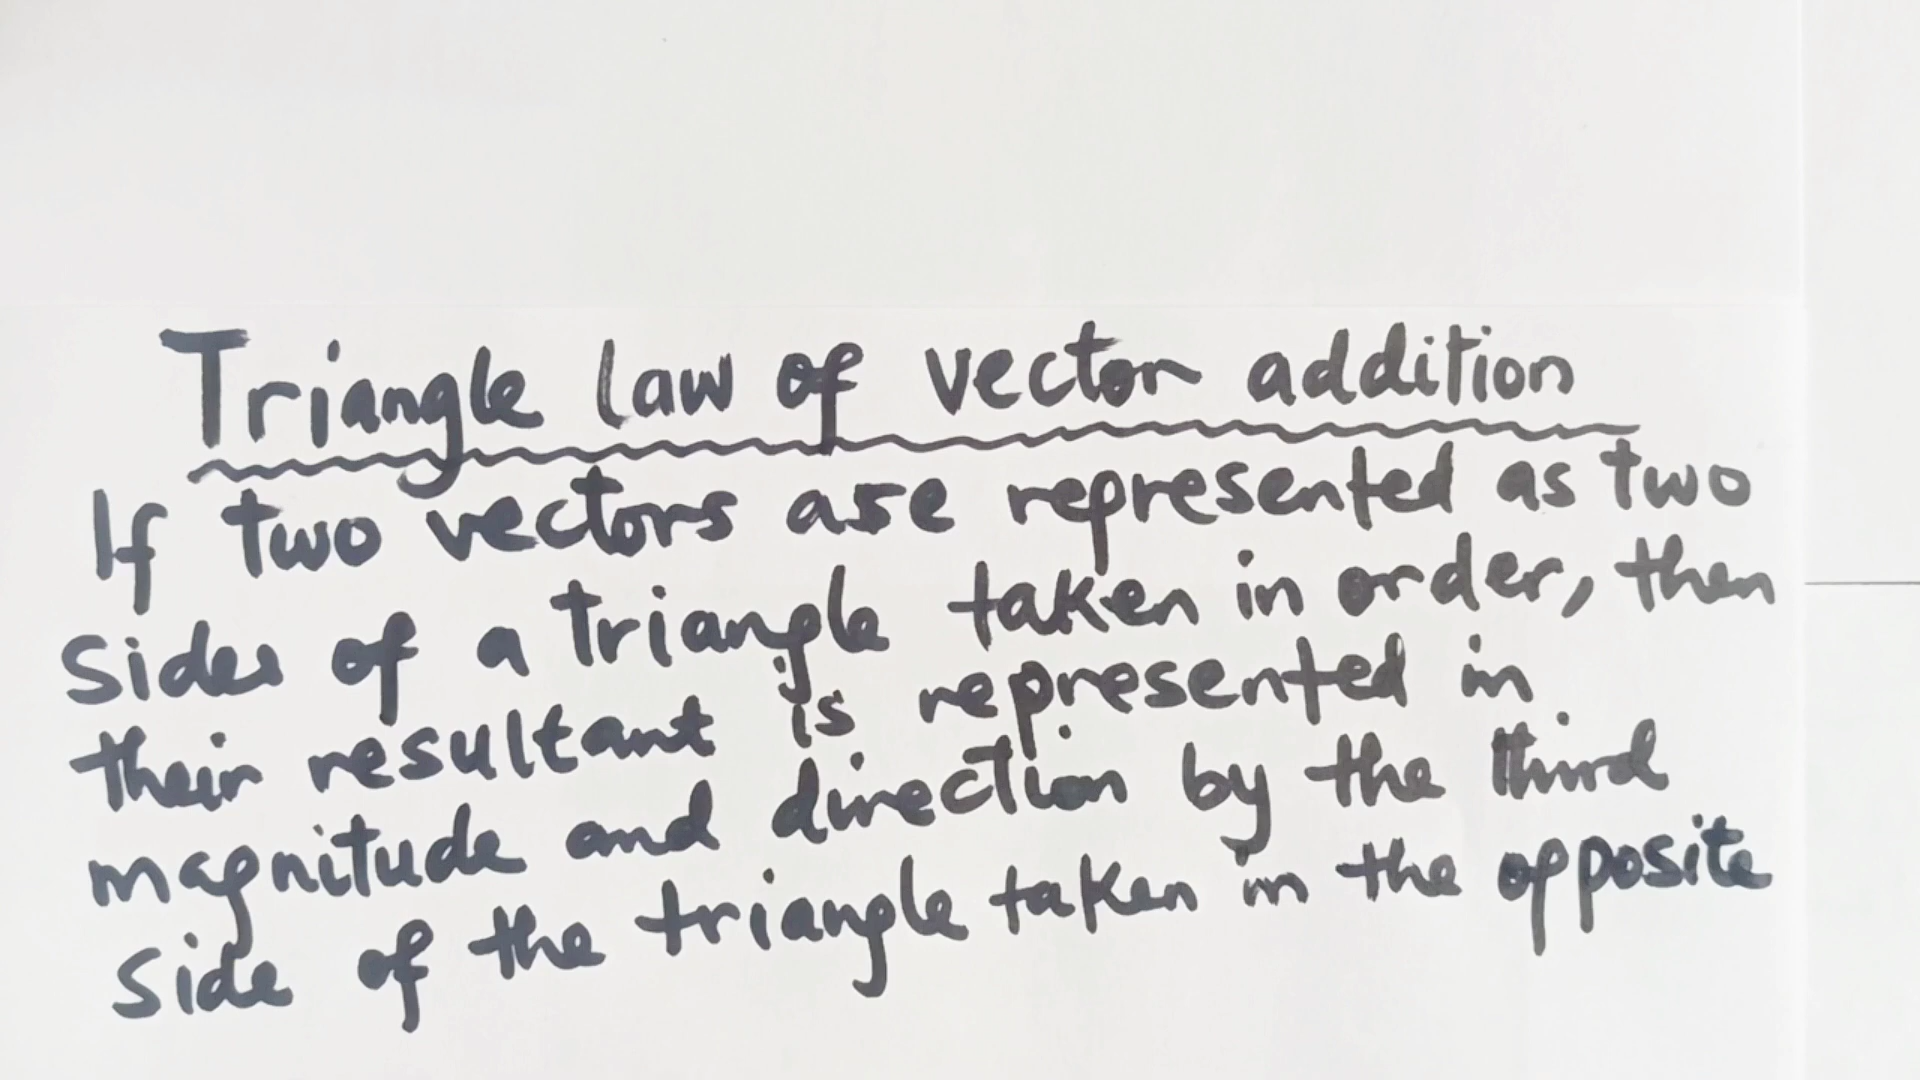 Triangle law of vector addition
If two vectors are represented as two
sides of a triangle taken in order, then
their resultant is represented in
magnitude and direction by the third
side of the triangle taken in the opposite